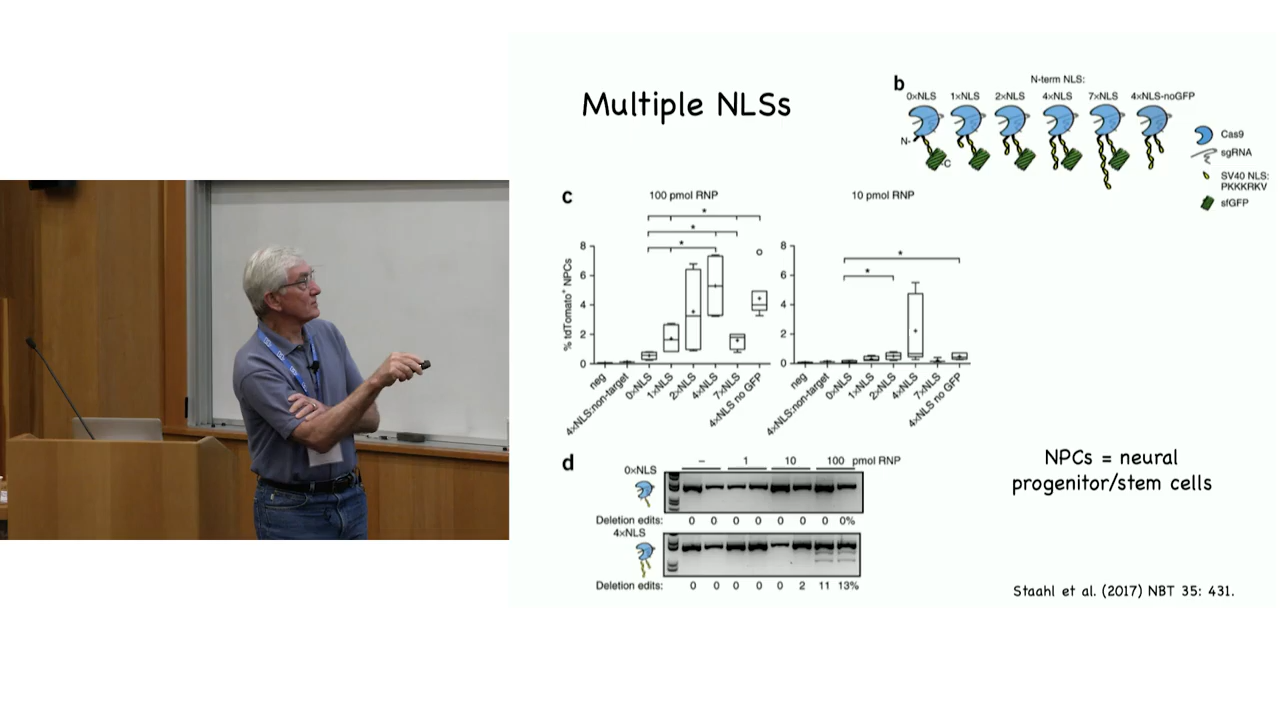 Multiple NLSs
b
N-term NLS:
0×NLS 1×NLS 2×NLS 4×NLS 7×NLS 4×NLS-noGFP
N-
-C
Cas9
sgRNA
SV40 NLS:
PKKKRKV
sfGFP
c
100 pmol RNP
10 pmol RNP
* * *
* *
% tdTomato+ NPCs
8
6
4
2
0
neg
4×NLS:non-target
0×NLS
1×NLS
2×NLS
4×NLS
7×NLS
4×NLS no GFP
8
6
4
2
0
neg
4×NLS:non-target
0×NLS
1×NLS
2×NLS
4×NLS
7×NLS
4×NLS no GFP
d
– 1 10 100 pmol RNP
0×NLS
Deletion edits: 0 0 0 0 0 0 0 0%
4×NLS
Deletion edits: 0 0 0 0 0 2 11 13%
NPCs = neural
progenitor/stem cells
Staahl et al. (2017) NBT 35: 431.